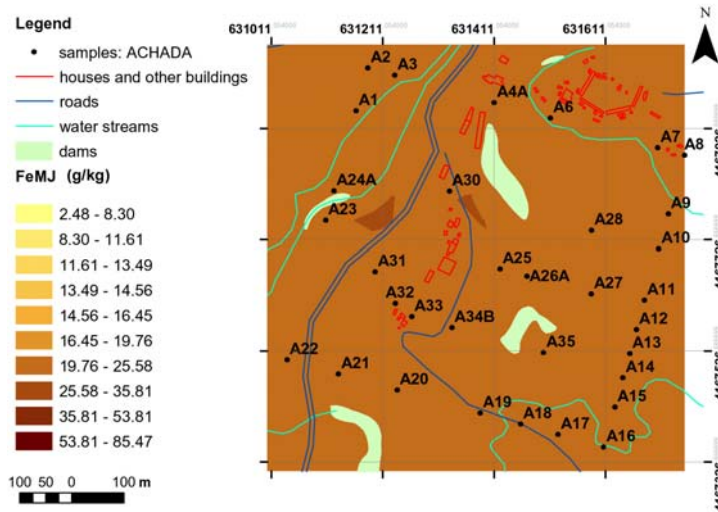 Legend
samples: ACHADA
houses and other buildings
roads
water streams
dams
FeMJ (g/kg)
2.48 - 8.30
8.30 - 11.61
11.61 - 13.49
13.49 - 14.56
14.56 - 16.45
16.45 - 19.76
19.76 - 25.58
25.58 - 35.81
35.81 - 53.81
53.81 - 85.47
100 50 0 100 m
631011 631211 631411 631611
N
A2
A3
A1
A4A
A6
A7
A8
A24A
A30
A23
A9
A28
A10
A31
A25
A26A
A27
A11
A32
A33
A34B
A12
A35
A13
A22
A21
A14
A20
A15
A19
A18
A17
A16